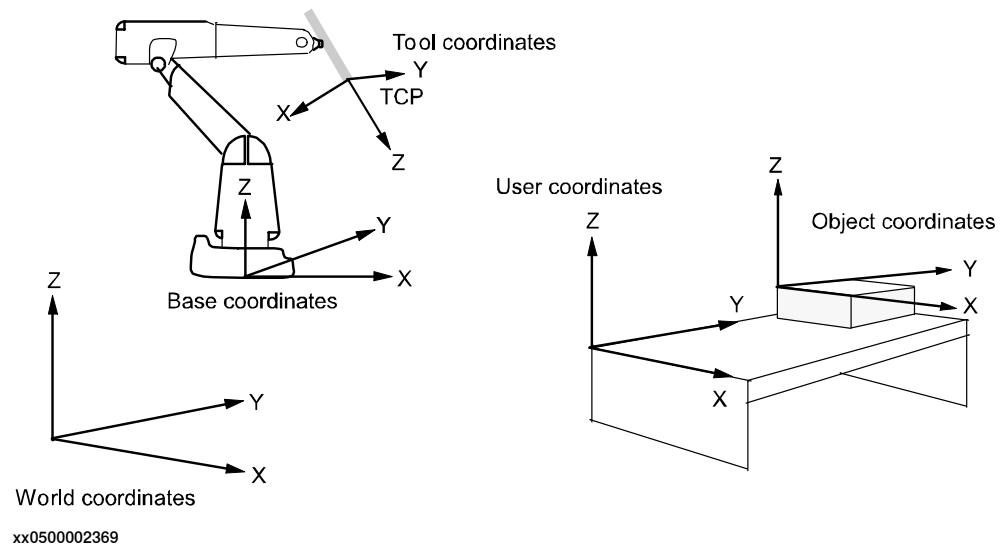 Tool coordinates
Y
TCP
X
Z
User coordinates
Z
Object coordinates
Z
Y
X
Z
Y
X
Base coordinates
Y
X
Z
Y
X
World coordinates
xx0500002369